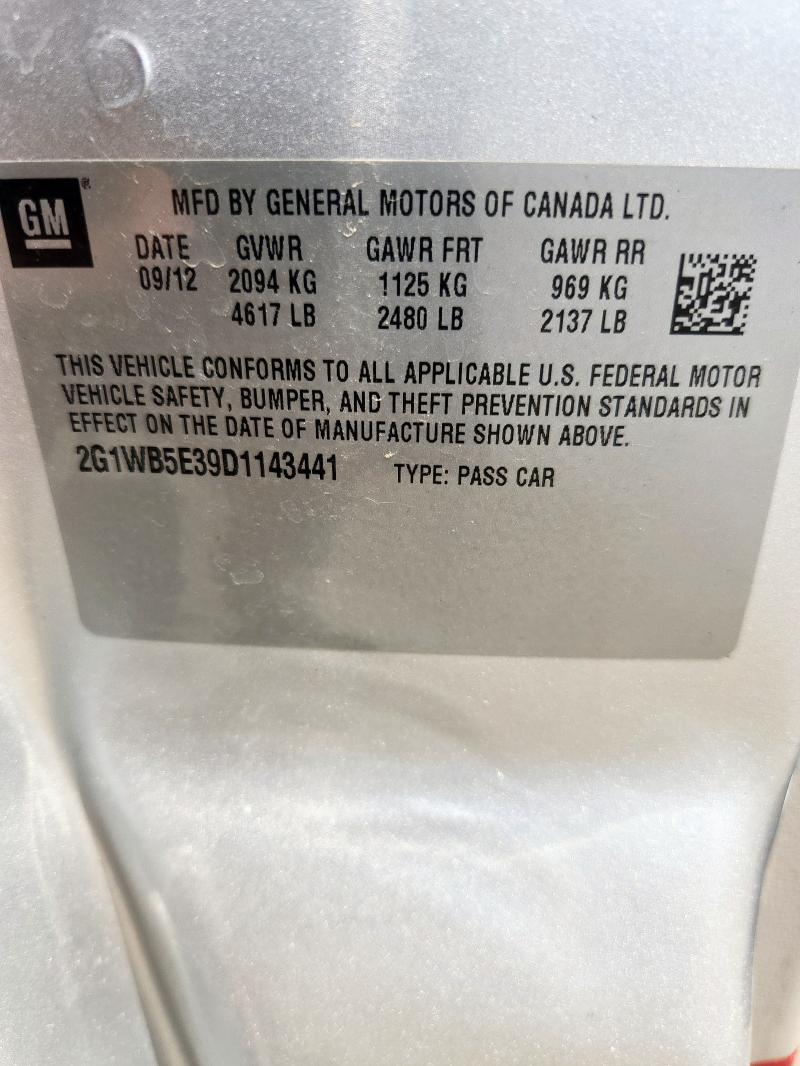 GM®
MFD BY GENERAL MOTORS OF CANADA LTD.
DATE GVWR GAWR FRT GAWR RR
09/12 2094 KG 1125 KG 969 KG
4617 LB 2480 LB 2137 LB
THIS VEHICLE CONFORMS TO ALL APPLICABLE U.S. FEDERAL MOTOR
VEHICLE SAFETY, BUMPER, AND THEFT PREVENTION STANDARDS IN
EFFECT ON THE DATE OF MANUFACTURE SHOWN ABOVE.
2G1WB5E39D1143441 TYPE: PASS CAR